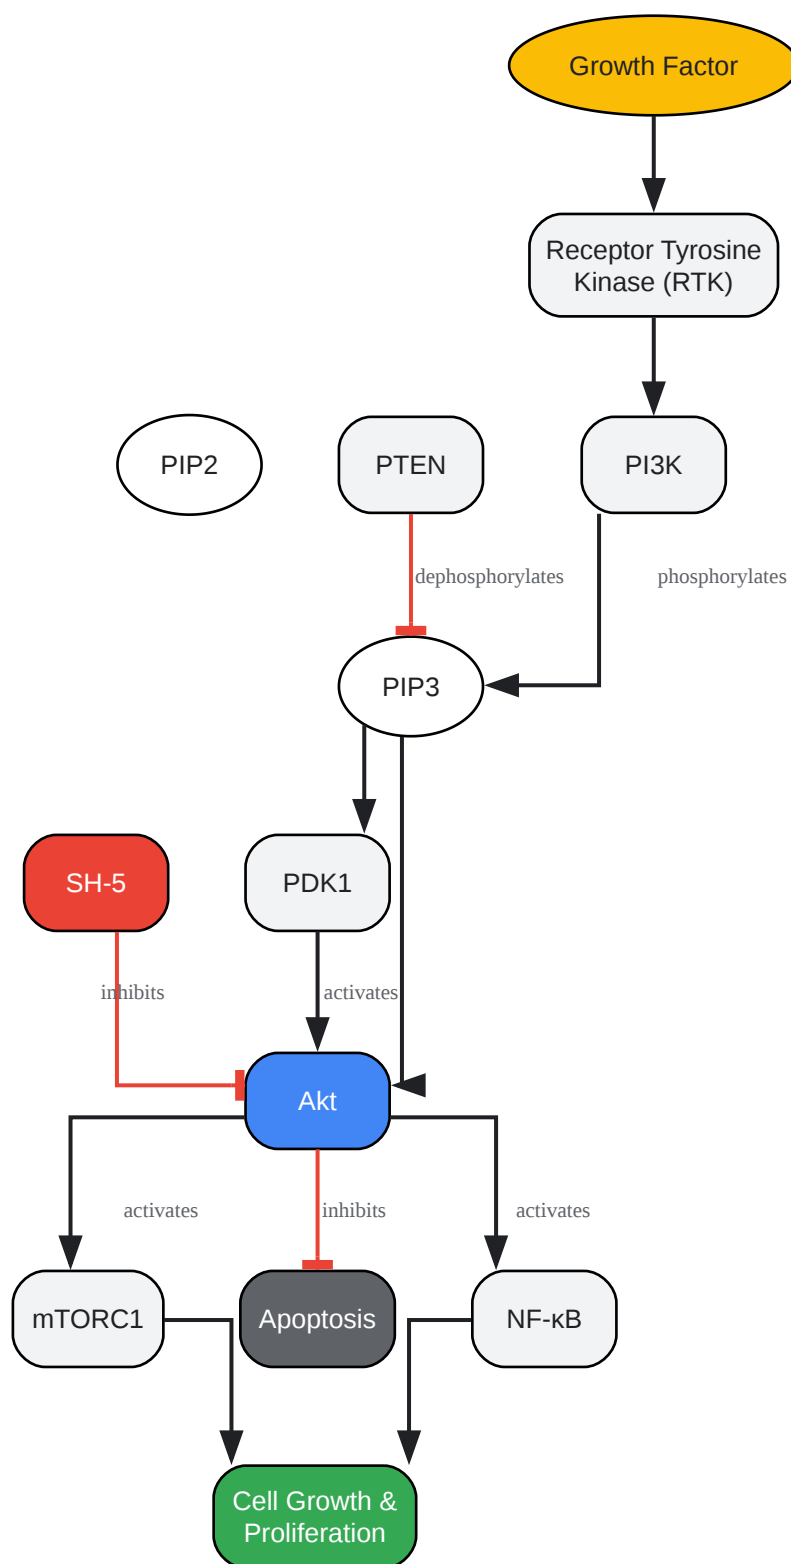 Growth Factor
Receptor Tyrosine
Kinase (RTK)
PIP2
PTEN
PI3K
dephosphorylates
phosphorylates
PIP3
SH-5
PDK1
inhibits
activates
Akt
activates
inhibits
activates
mTORC1
Apoptosis
NF-κB
Cell Growth &
Proliferation